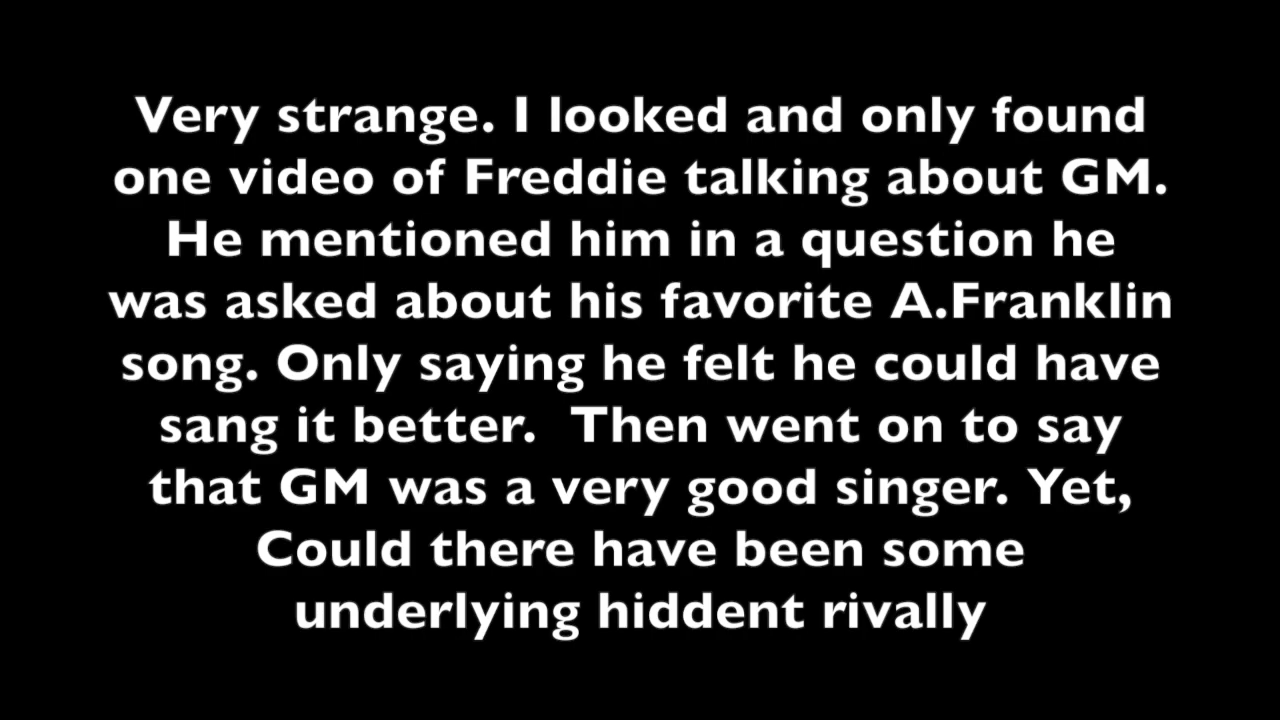 Very strange. I looked and only found
one video of Freddie talking about GM.
He mentioned him in a question he
was asked about his favorite A.Franklin
song. Only saying he felt he could have
sang it better.  Then went on to say
that GM was a very good singer. Yet,
Could there have been some
underlying hiddent rivally